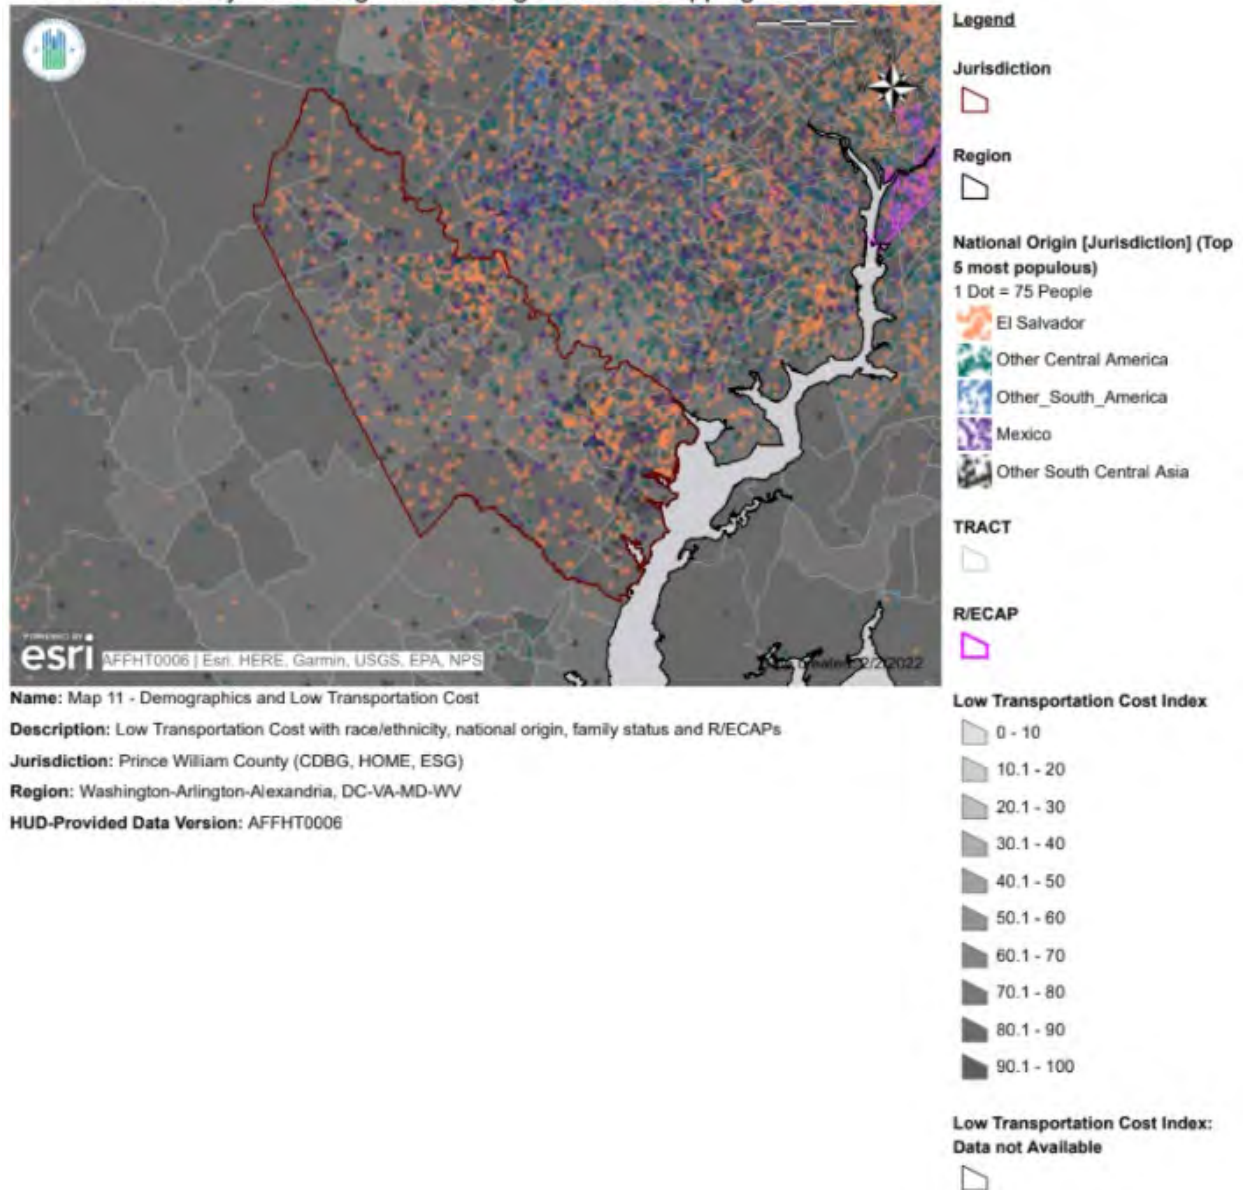 Legend
Jurisdiction
Region
National Origin [Jurisdiction] (Top
5 most populous)
1 Dot = 75 People
El Salvador
Other Central America
Other_South_America
Mexico
Other South Central Asia
TRACT
R/ECAP
Low Transportation Cost Index
0 - 10
10.1 - 20
20.1 - 30
30.1 - 40
40.1 - 50
50.1 - 60
60.1 - 70
70.1 - 80
80.1 - 90
90.1 - 100
Low Transportation Cost Index:
Data not Available
POWERED BY
esri
AFFHT0006 | Esri, HERE, Garmin, USGS, EPA, NPS
2/2/2022
Name: Map 11 - Demographics and Low Transportation Cost
Description: Low Transportation Cost with race/ethnicity, national origin, family status and R/ECAPs
Jurisdiction: Prince William County (CDBG, HOME, ESG)
Region: Washington-Arlington-Alexandria, DC-VA-MD-WV
HUD-Provided Data Version: AFFHT0006